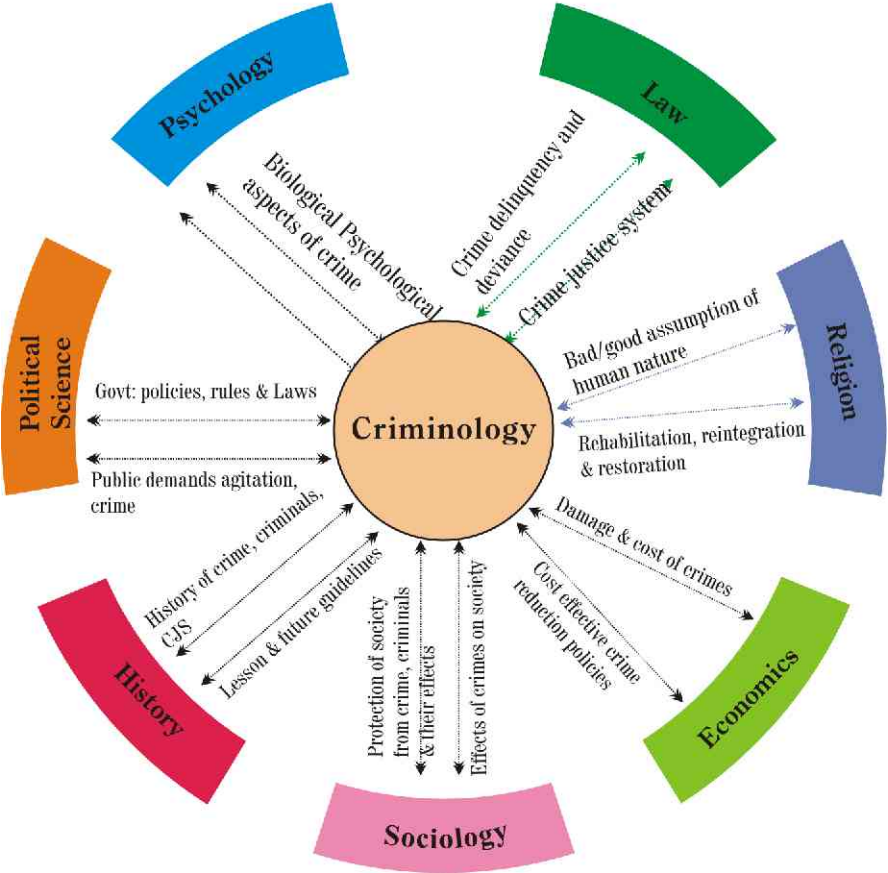 Psychology
Law
Biological Psychological
aspects of crime
Crime delinquency and
deviance
Crime justice system
Political
Science
Religion
Bad/good assumption of
human nature
Govt: policies, rules & Laws
Criminology
Rehabilitation, reintegration
& restoration
Public demands agitation,
crime
History of crime, criminals,
CJS
Lesson & future guidelines
Protection of society
from crime, criminals
& their effects
Effects of crimes on society
Cost effective crime
reduction policies
Damage & cost of crimes
History
Economics
Sociology